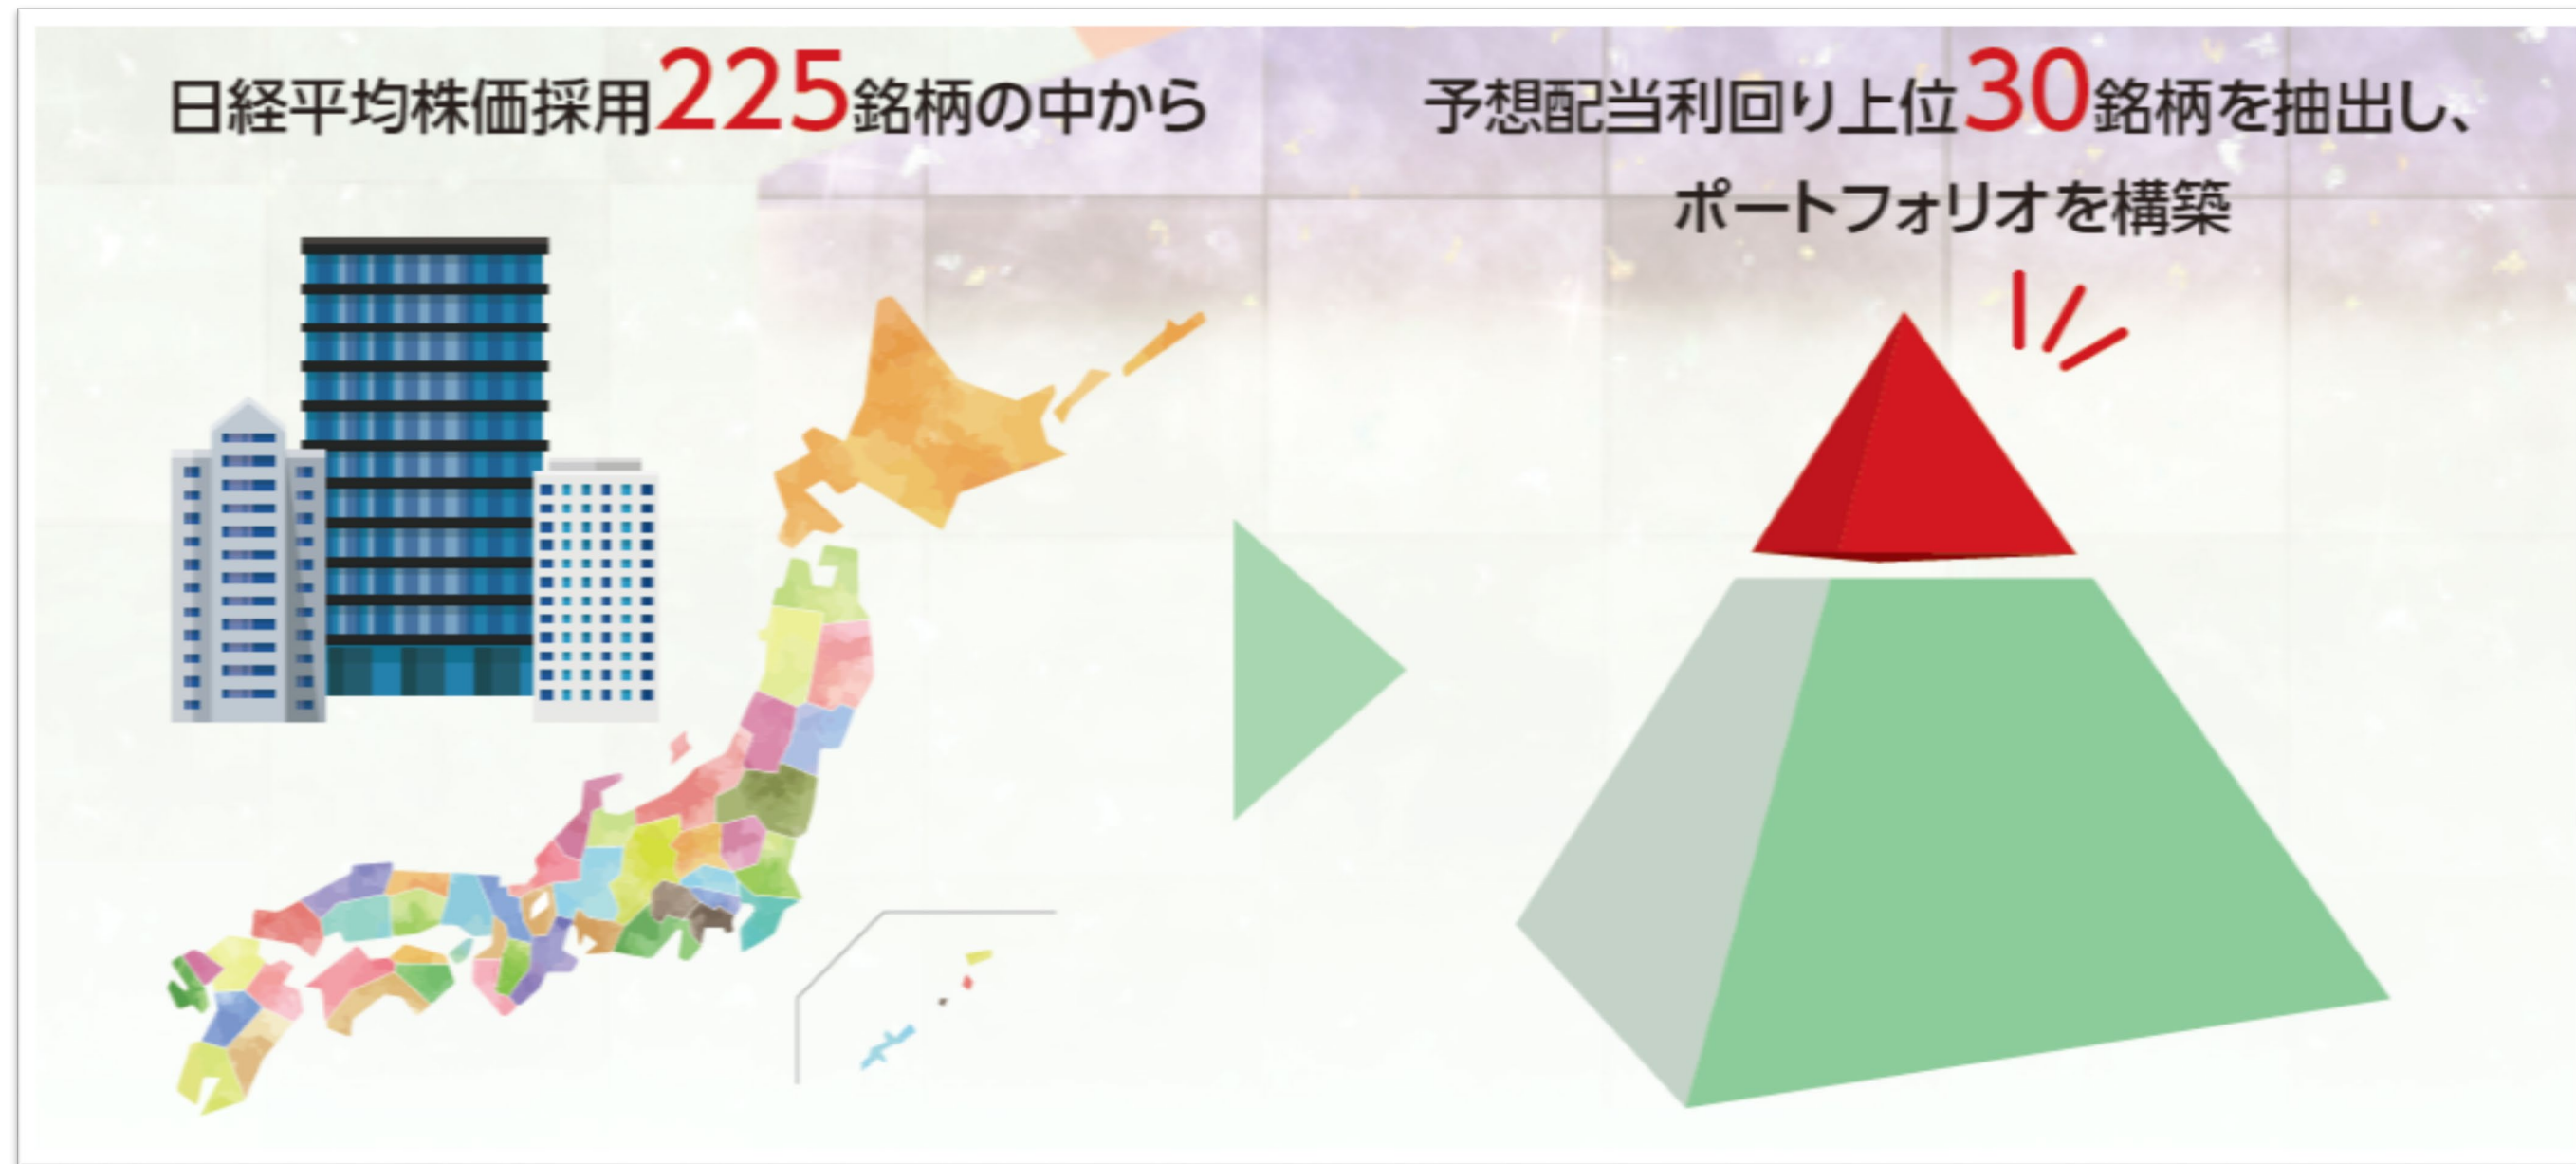 日経平均株価採用225銘柄の中から
予想配当利回り上位30銘柄を抽出し、
ポートフォリオを構築